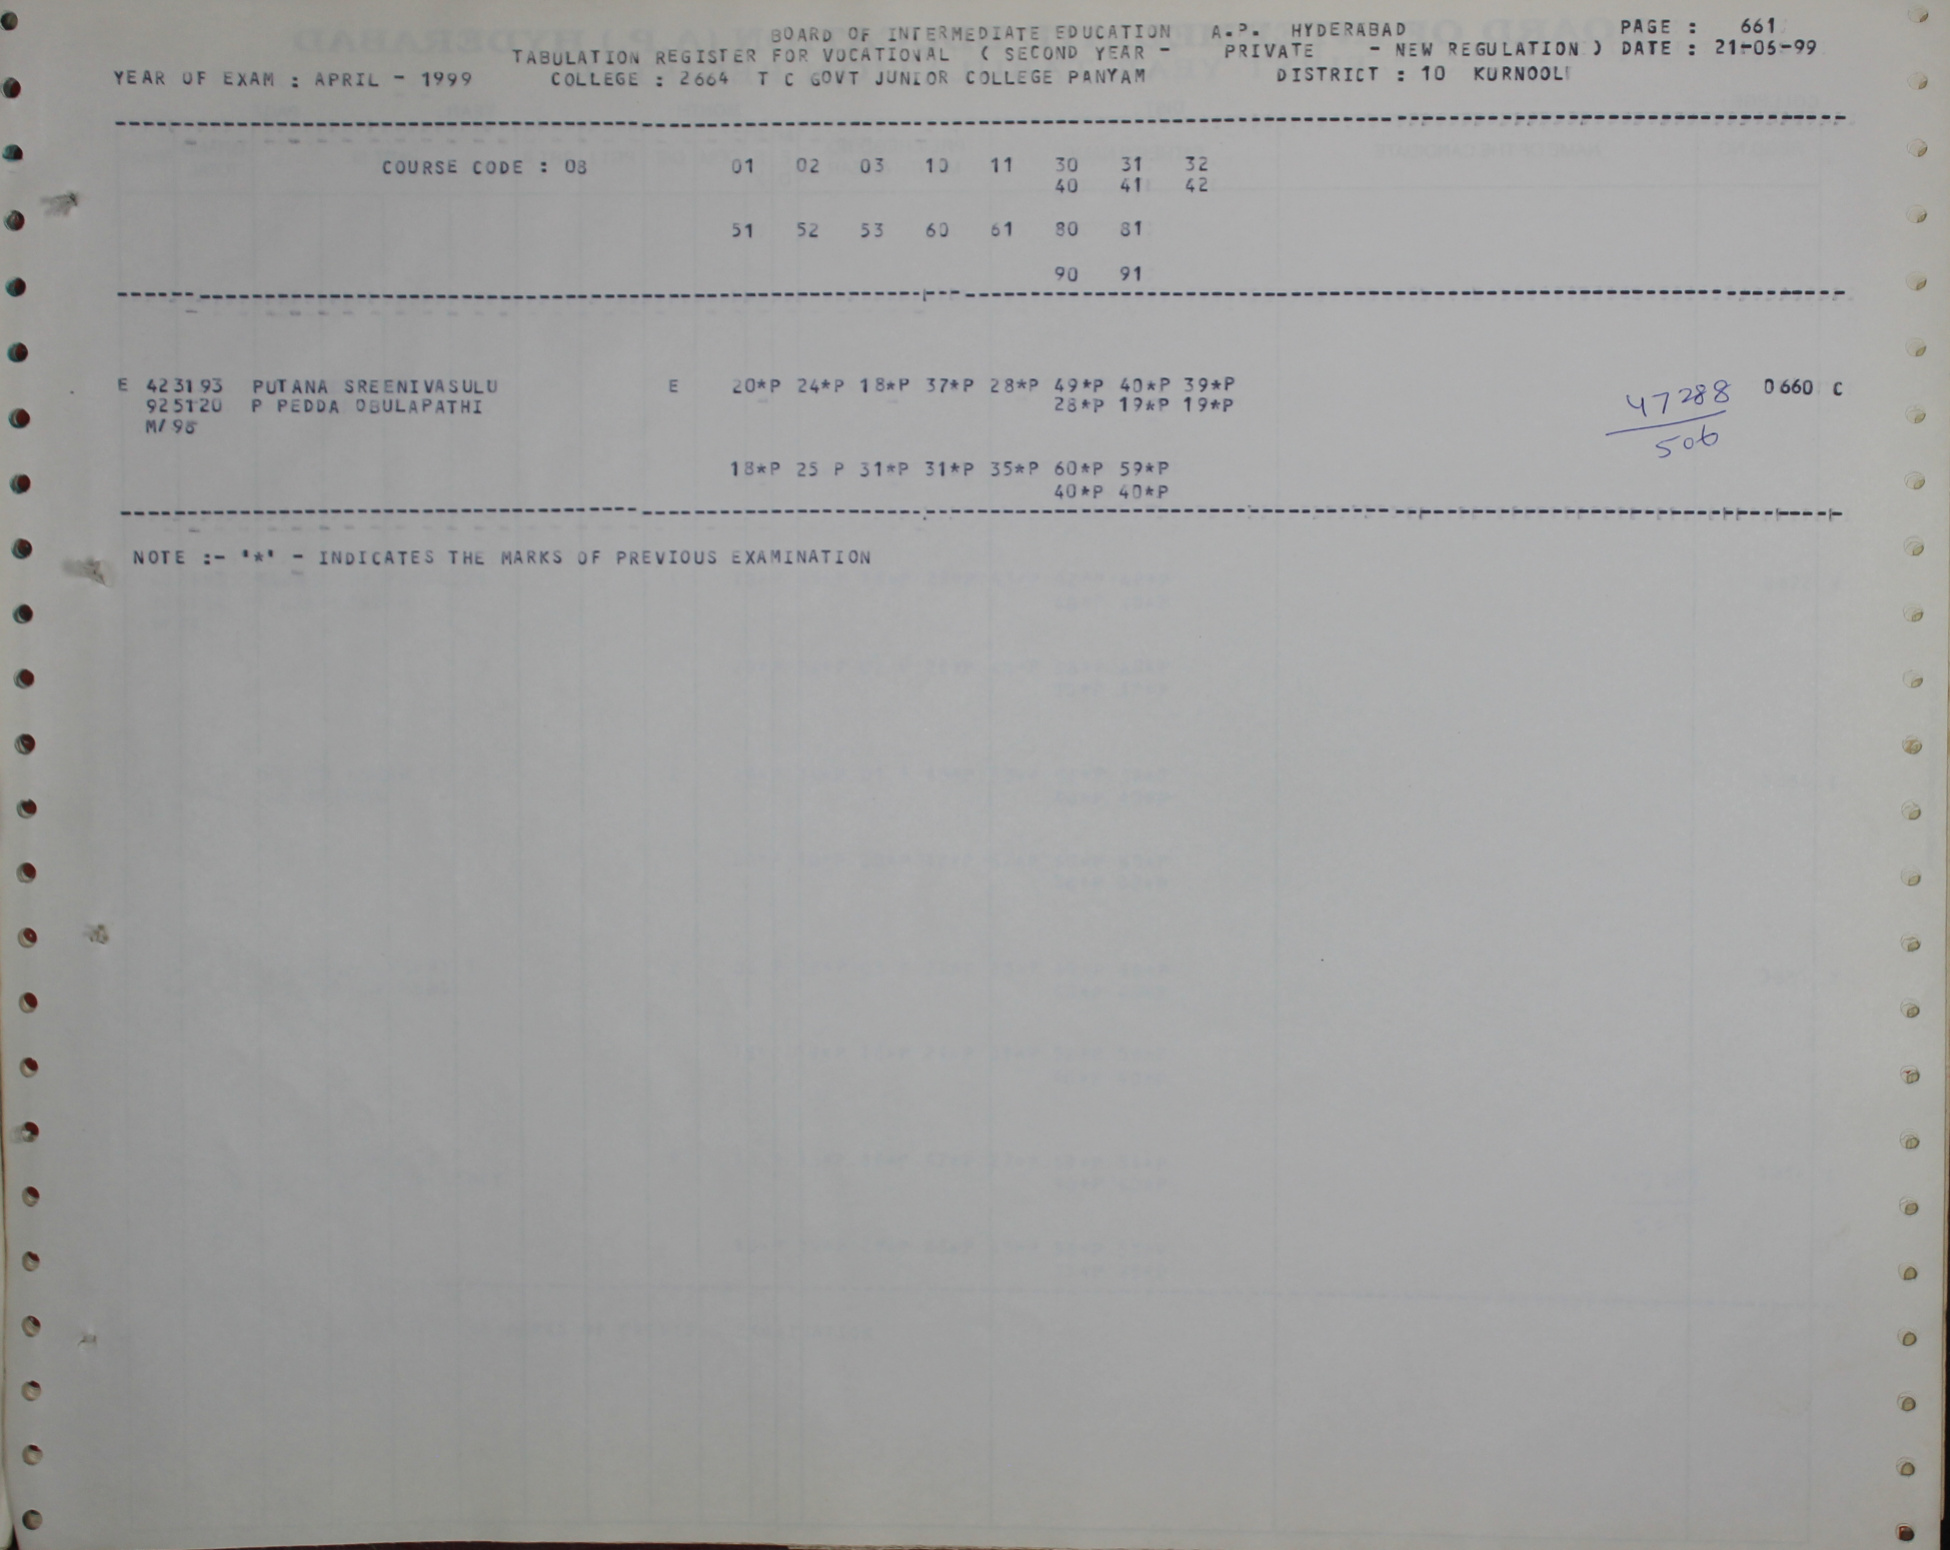 BOARD OF INTERMEDIATE EDUCATION A.P. HYDERABAD PAGE : 661
TABULATION REGISTER FOR VOCATIONAL ( SECOND YEAR - PRIVATE - NEW REGULATION ) DATE : 21-06-99
YEAR OF EXAM : APRIL - 1999 COLLEGE : 2664 T C GOVT JUNIOR COLLEGE PANYAM DISTRICT : 10 KURNOOL
COURSE CODE : 08 01 02 03 10 11 30 31 32
40 41 42
51 52 53 60 61 80 81
90 91
E 423193 PUTANA SREENIVASULU E 20*P 24*P 18*P 37*P 28*P 49*P 40*P 39*P 0660 C
925120 P PEDDA OBULAPATHI 28*P 19*P 19*P
47288
M/98
506
18*P 25 P 31*P 31*P 35*P 60*P 59*P
40*P 40*P
NOTE :- '*' - INDICATES THE MARKS OF PREVIOUS EXAMINATION